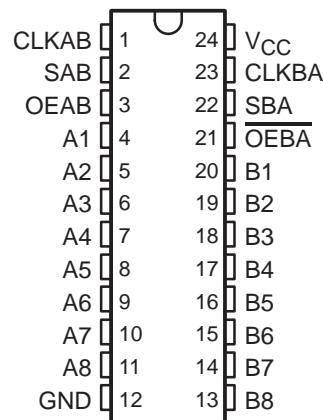 CLKAB 1 24 VCC
SAB 2 23 CLKBA
OEAB 3 22 SBA
A1 4 21 O̅E̅B̅A̅
A2 5 20 B1
A3 6 19 B2
A4 7 18 B3
A5 8 17 B4
A6 9 16 B5
A7 10 15 B6
A8 11 14 B7
GND 12 13 B8